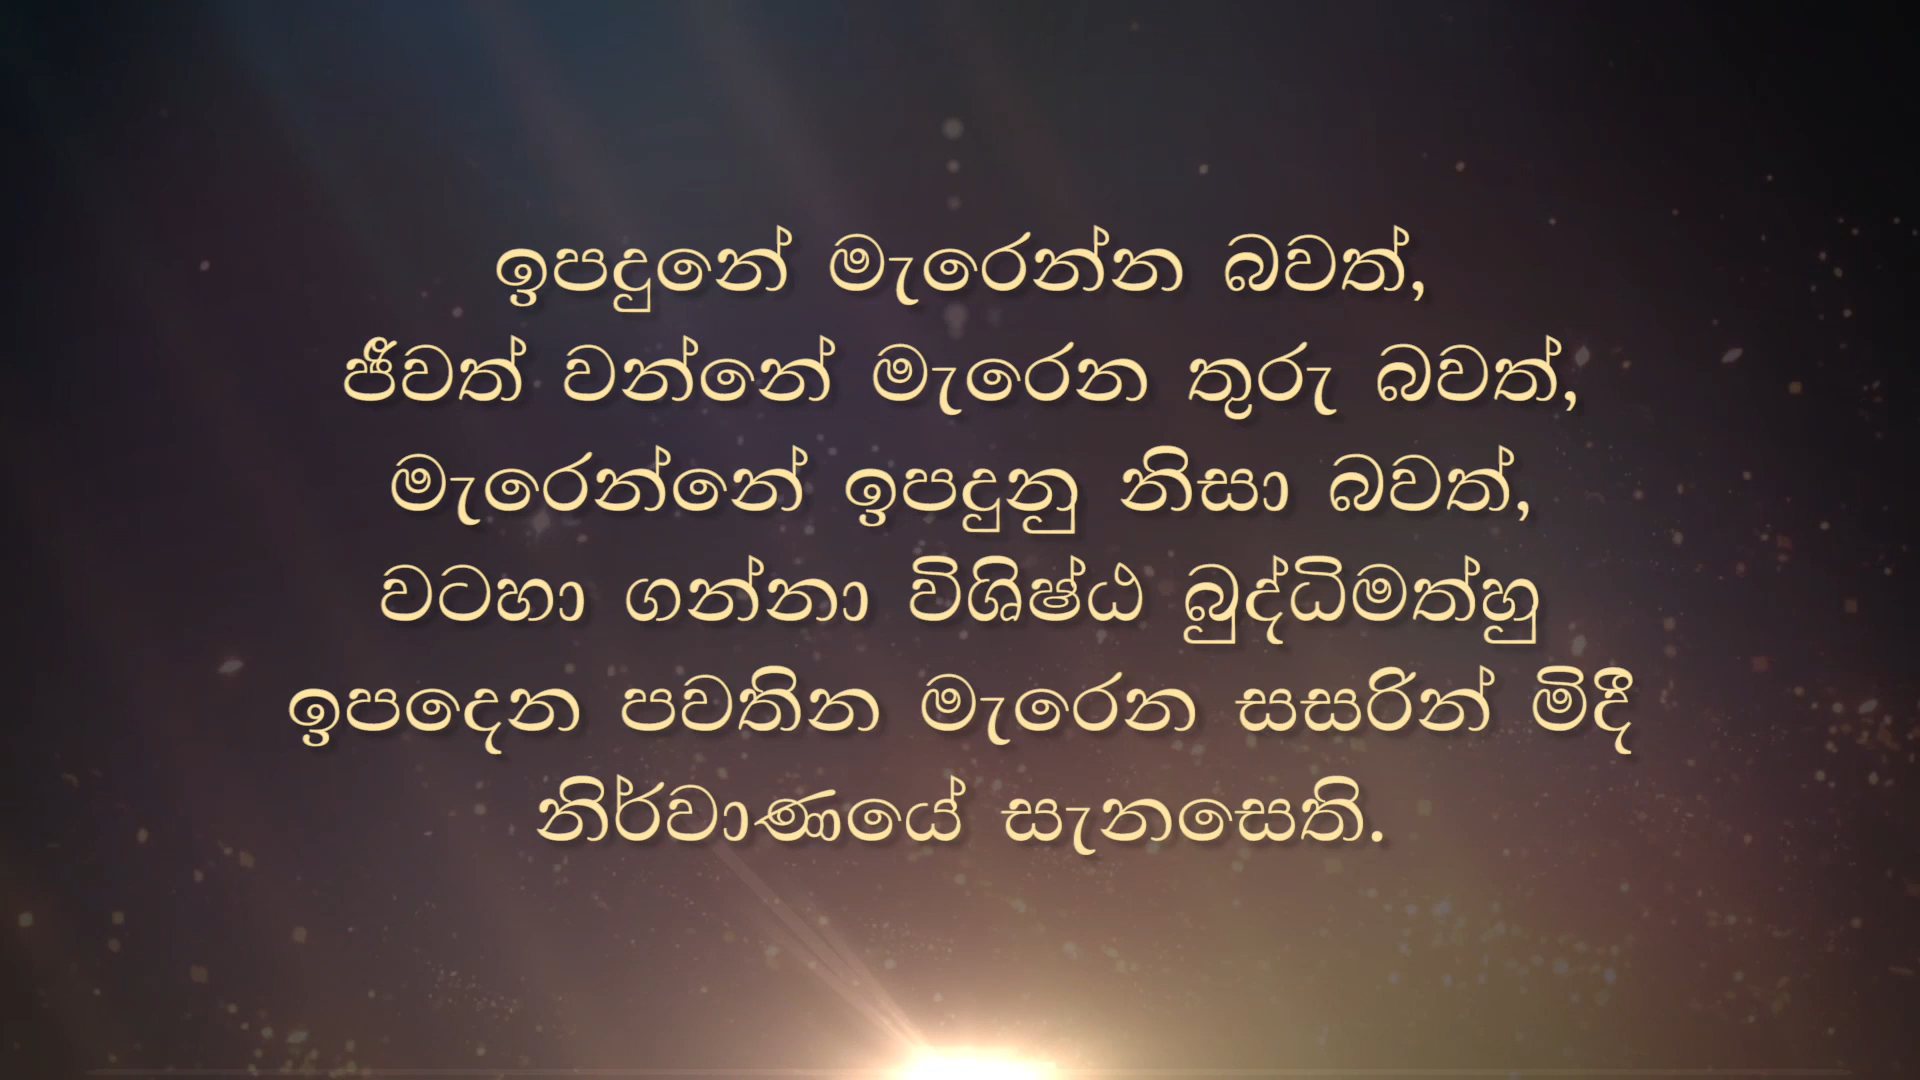 ඉපදුනේ මැරෙන්න බවත්,
ජීවත් වන්නේ මැරෙන තුරු බවත්,
මැරෙන්නේ ඉපදුනු නිසා බවත්,
වටහා ගන්නා විශිෂ්ඨ බුද්ධිමත්හු
ඉපදෙන පවතින මැරෙන සසරින් මිදී
නිර්වාණයේ සැනසෙති.